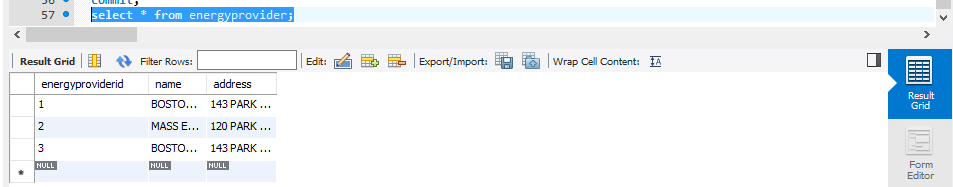 56 commit;
57 select * from energyprovider;
Result Grid Filter Rows: Edit: Export/Import: Wrap Cell Content: IA
energyproviderid name address
1 BOSTO... 143 PARK ...
2 MASS E... 120 PARK ...
3 BOSTO... 143 PARK ...
* NULL NULL NULL
Result
Grid
Form
Editor